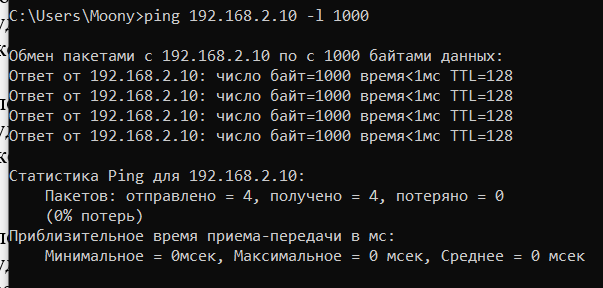 C:\Users\Moony>ping 192.168.2.10 -l 1000
Обмен пакетами с 192.168.2.10 по с 1000 байтами данных:
Ответ от 192.168.2.10: число байт=1000 время<1мс TTL=128
Ответ от 192.168.2.10: число байт=1000 время<1мс TTL=128
Ответ от 192.168.2.10: число байт=1000 время<1мс TTL=128
Ответ от 192.168.2.10: число байт=1000 время<1мс TTL=128
Статистика Ping для 192.168.2.10:
Пакетов: отправлено = 4, получено = 4, потеряно = 0
(0% потерь)
Приблизительное время приема-передачи в мс:
Минимальное = 0мсек, Максимальное = 0 мсек, Среднее = 0 мсек